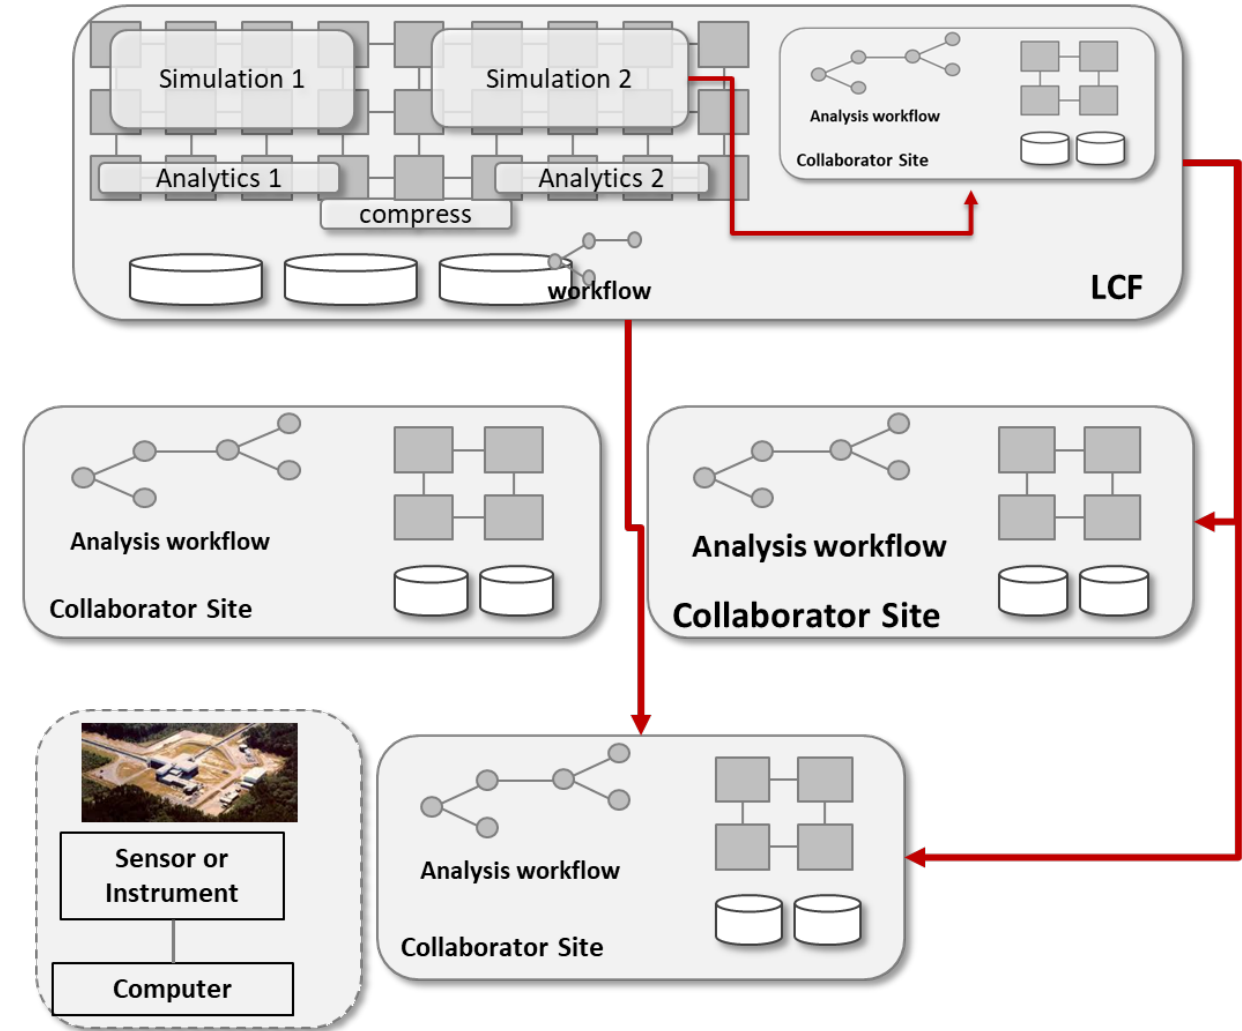 Simulation 1
Simulation 2
Analytics 1
Analytics 2
compress
workflow
Analysis workflow
Collaborator Site
LCF
Analysis workflow
Collaborator Site
Analysis workflow
Collaborator Site
Sensor or
Instrument
Computer
Analysis workflow
Collaborator Site